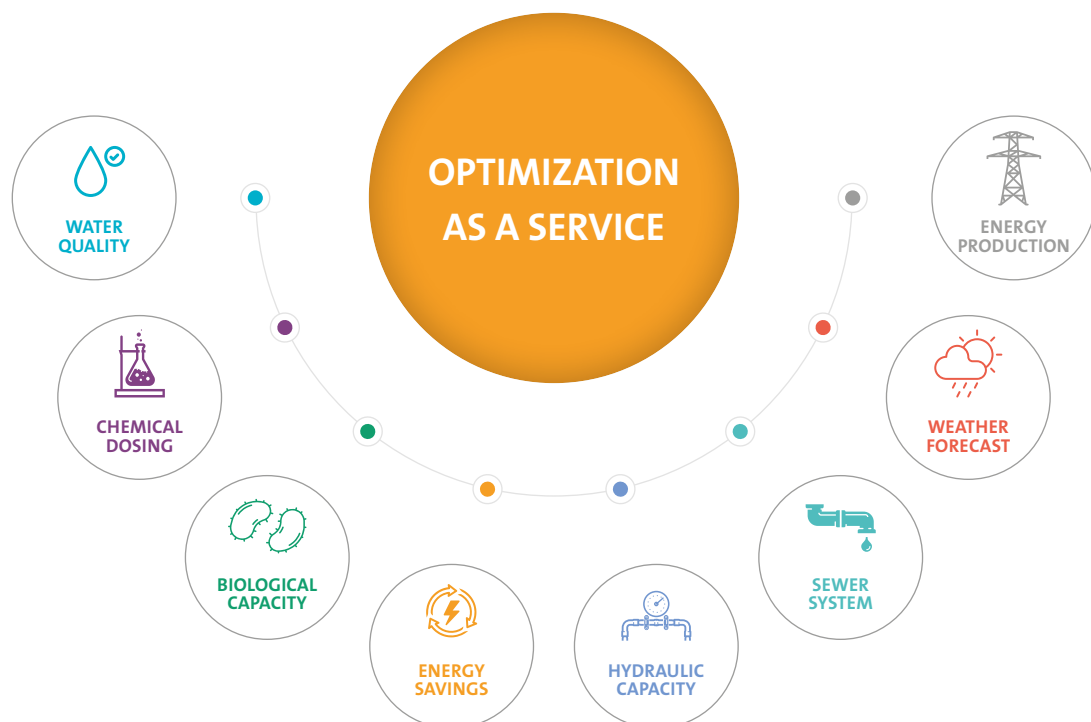 OPTIMIZATION
AS A SERVICE
WATER
QUALITY
CHEMICAL
DOSING
BIOLOGICAL
CAPACITY
ENERGY
SAVINGS
HYDRAULIC
CAPACITY
SEWER
SYSTEM
WEATHER
FORECAST
ENERGY
PRODUCTION